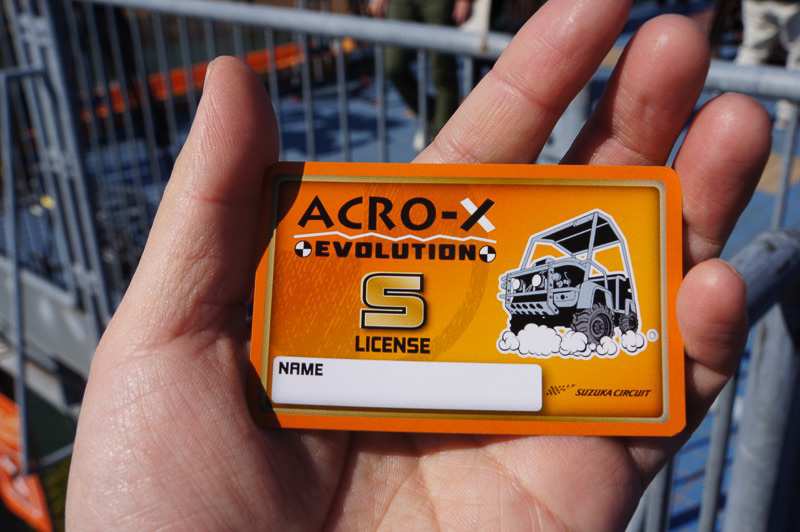 ACRO-X
EVOLUTION
S
LICENSE
NAME
SUZUKA CIRCUIT